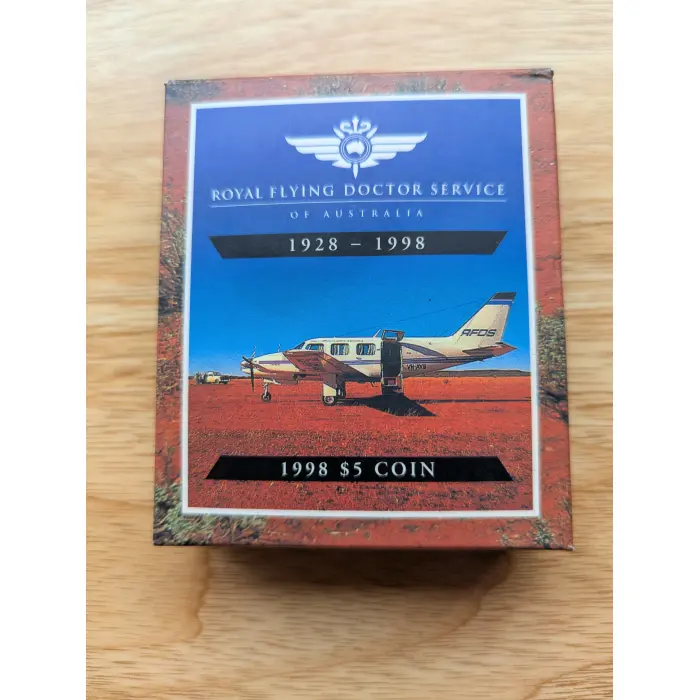 ROYAL FLYING DOCTOR SERVICE
OF AUSTRALIA
1928 – 1998
RFDS
1998 $5 COIN